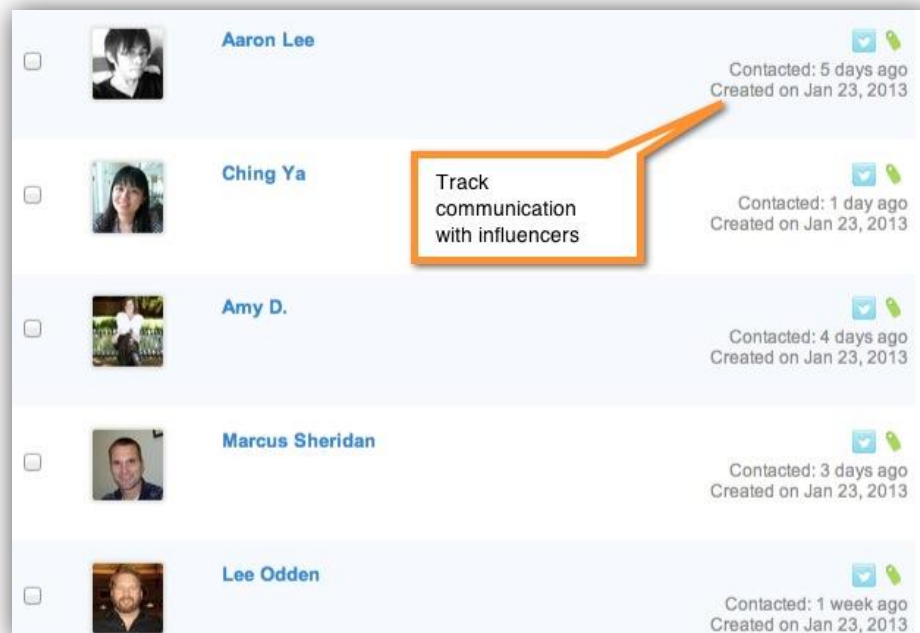 Aaron Lee
Contacted: 5 days ago
Created on Jan 23, 2013
Ching Ya
Track
communication
with influencers
Contacted: 1 day ago
Created on Jan 23, 2013
Amy D.
Contacted: 4 days ago
Created on Jan 23, 2013
Marcus Sheridan
Contacted: 3 days ago
Created on Jan 23, 2013
Lee Odden
Contacted: 1 week ago
Created on Jan 23, 2013